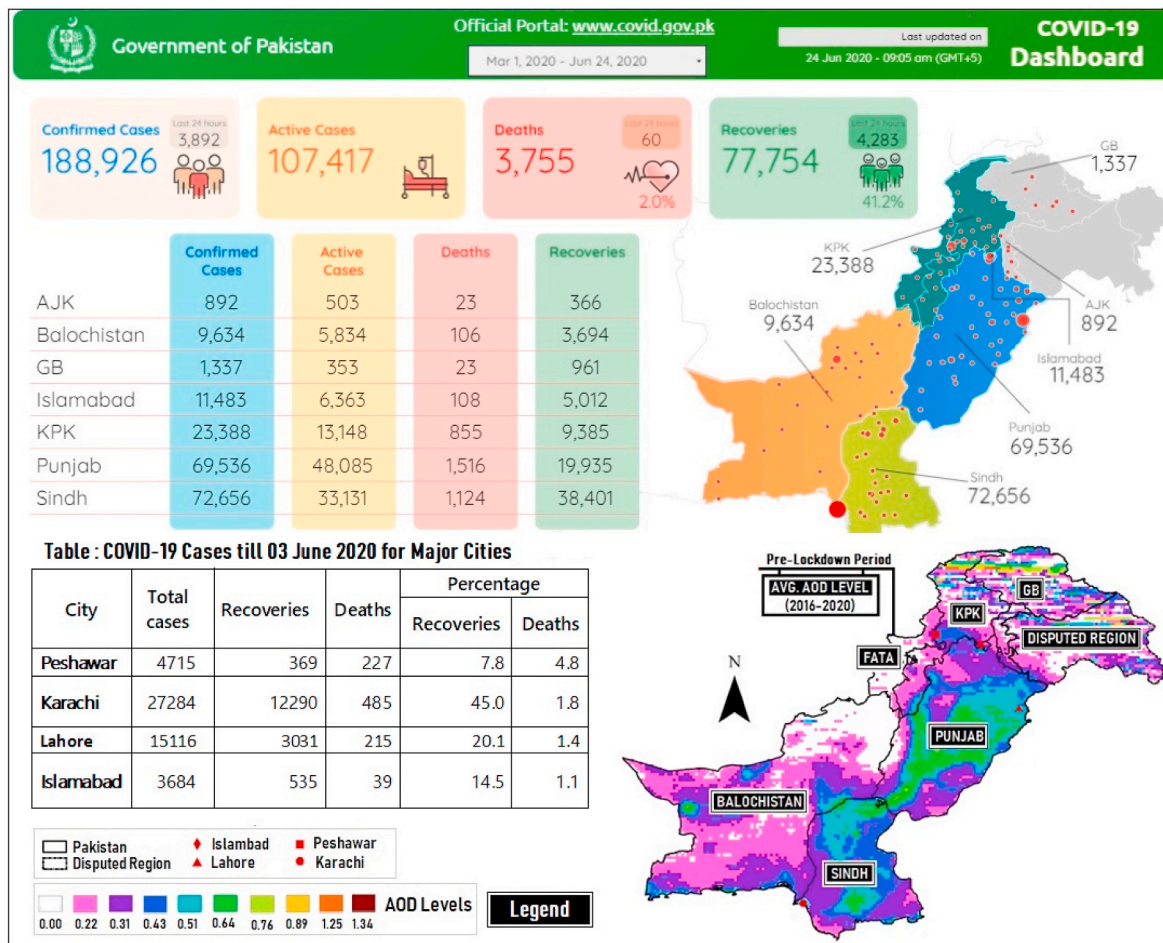 Government of Pakistan
Official Portal: www.covid.gov.pk
Mar 1, 2020 - Jun 24, 2020
Last updated on
24 Jun 2020 - 09:05 am (GMT+5)
COVID-19
Dashboard
Confirmed Cases
188,926
Last 24 hours
3,892
Active Cases
107,417
Deaths
3,755
Last 24 hours
60
2.0%
Recoveries
77,754
Last 24 hours
4,283
41.2%
Confirmed Cases Active Cases Deaths Recoveries
AJK 892 503 23 366
Balochistan 9,634 5,834 106 3,694
GB 1,337 353 23 961
Islamabad 11,483 6,363 108 5,012
KPK 23,388 13,148 855 9,385
Punjab 69,536 48,085 1,516 19,935
Sindh 72,656 33,131 1,124 38,401
GB
1,337
KPK
23,388
Balochistan
9,634
AJK
892
Islamabad
11,483
Punjab
69,536
Sindh
72,656
Table : COVID-19 Cases till 03 June 2020 for Major Cities
City Total cases Recoveries Deaths Percentage
Recoveries Deaths
Peshawar 4715 369 227 7.8 4.8
Karachi 27284 12290 485 45.0 1.8
Lahore 15116 3031 215 20.1 1.4
Islamabad 3684 535 39 14.5 1.1
Pre-Lockdown Period
AVG. AOD LEVEL
(2016-2020)
N
GB
KPK
DISPUTED REGION
FATA
PUNJAB
BALOCHISTAN
SINDH
Pakistan Islambad Peshawar
Disputed Region Lahore Karachi
0.00 0.22 0.31 0.43 0.51 0.64 0.76 0.89 1.25 1.34
AOD Levels
Legend